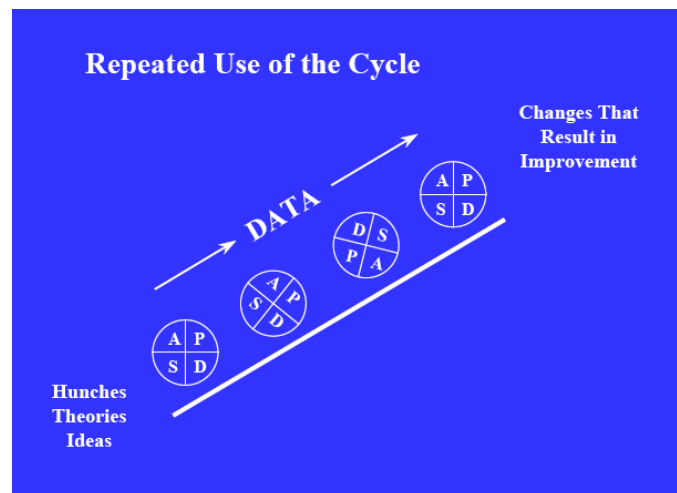 Repeated Use of the Cycle
Changes That
Result in
Improvement
DATA
A P
S D
D S
P A
A P
S D
A P
S D
Hunches
Theories
Ideas